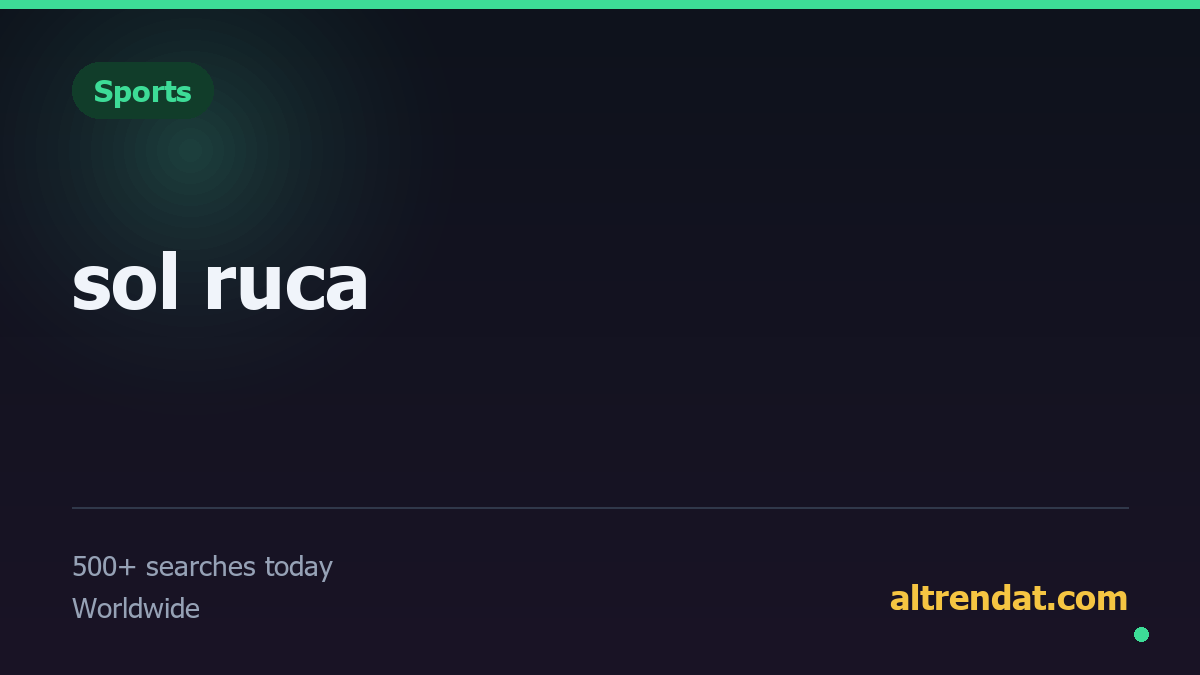 Sports
sol ruca
500+ searches today
Worldwide
altrendat.com